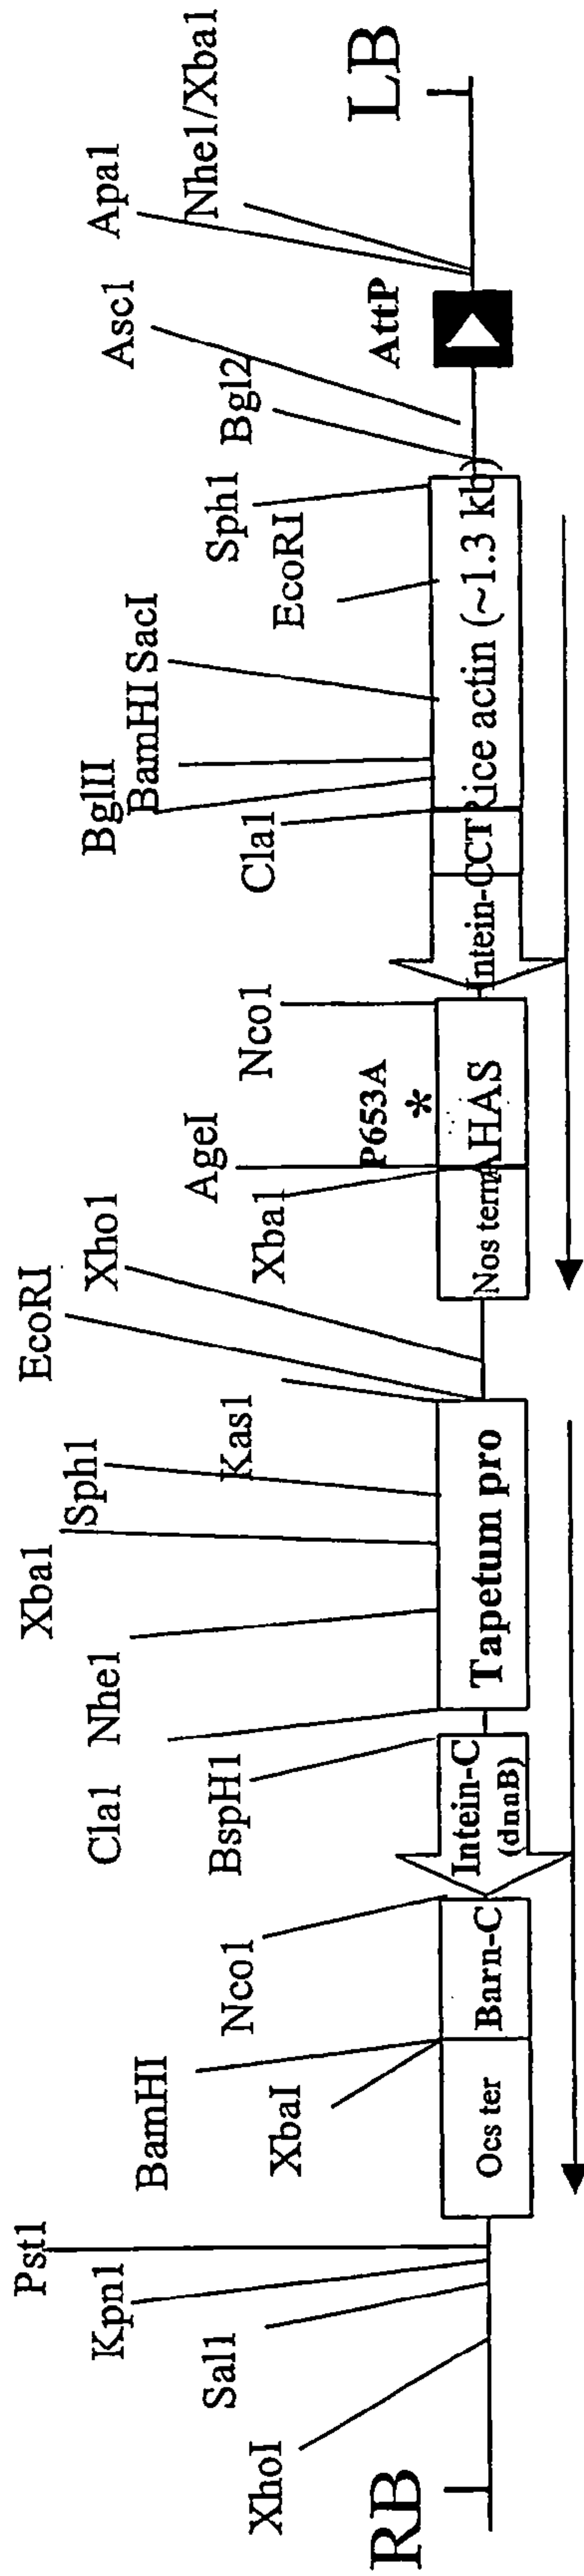 RB
XhoI
Sal1
Kpn1
Pst1
Ocs ter
XbaI
BamHI
Barn-C
Nco1
Intein-C
(dnaB)
BspH1
Cla1
Nhe1
Tapetum pro
Xba1
Sph1
Kas1
EcoRI
Xho1
Nos term
Xba1
AgeI
AHAS
P653A
*
Nco1
Intein-CCT
Cla1
BglII
BamHI
SacI
Rice actin (~1.3 kb)
EcoRI
Sph1
Bgl2
Asc1
AttP
Apa1
Nhe1/Xba1
LB